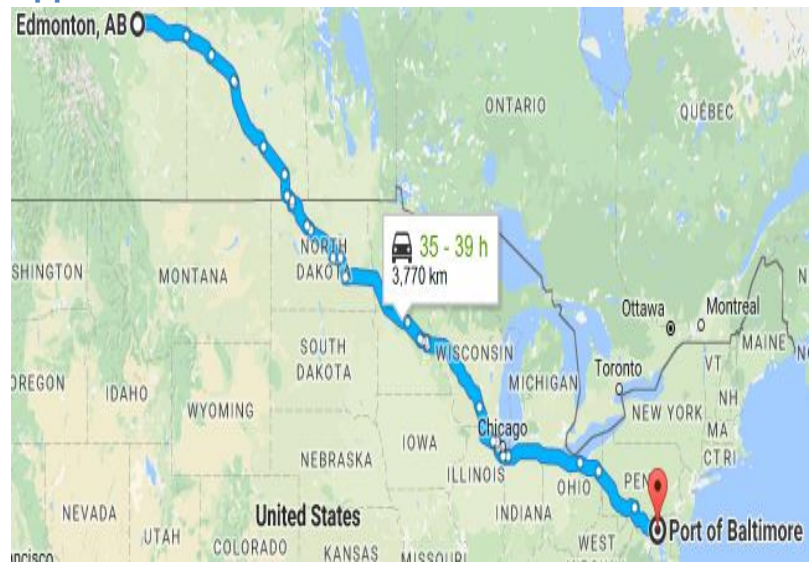 Edmonton, AB
ONTARIO
QUÉBEC
NORTH
DAKOTA
35 - 39 h
3,770 km
SHINGTON
MONTANA
Ottawa
Montreal
MAINE
SOUTH
DAKOTA
WISCONSIN
Toronto
VT
OREGON
IDAHO
MICHIGAN
NH
WYOMING
NEW YORK
MA
Chicago
CT RI
IOWA
NEBRASKA
ILLINOIS
OHIO
PEN
NEVADA
United States
INDIANA
Port of Baltimore
UTAH
COLORADO
KANSAS
MISSOURI
WEST
ncisco